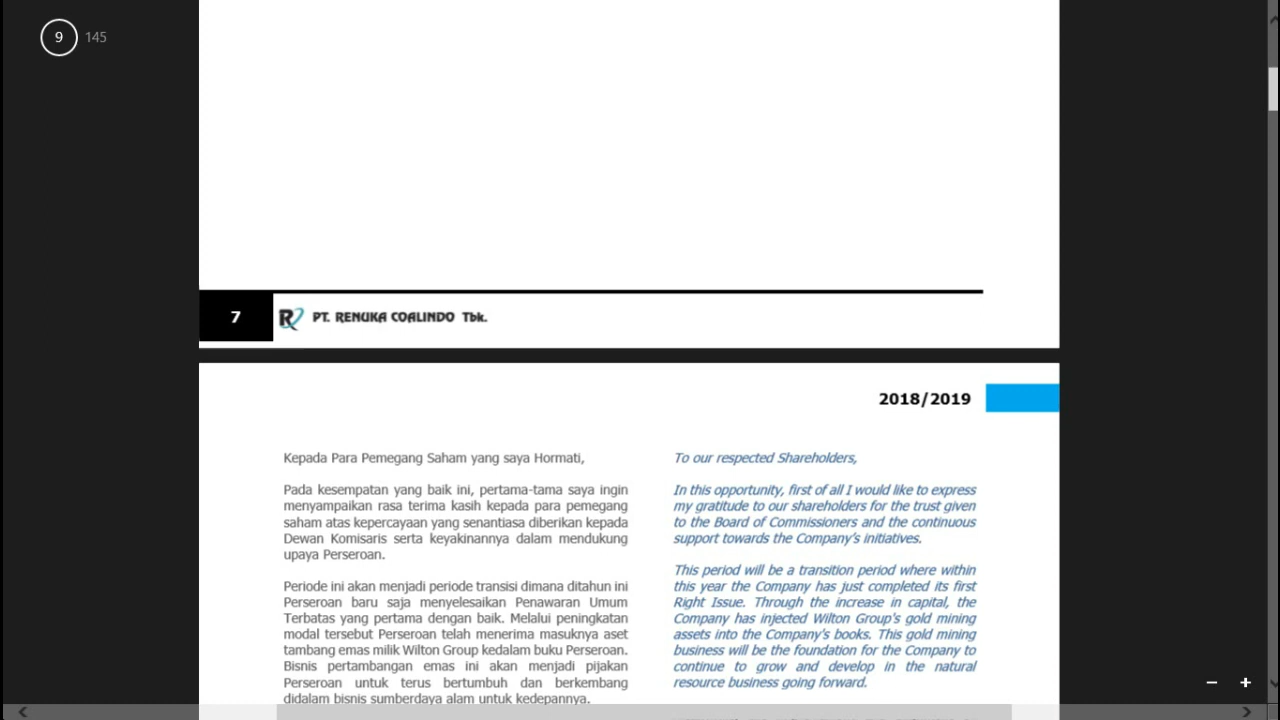 9 145
7 PT. RENUKA COALINDO Tbk.
2018/2019
Kepada Para Pemegang Saham yang saya Hormati,
Pada kesempatan yang baik ini, pertama-tama saya ingin
menyampaikan rasa terima kasih kepada para pemegang
saham atas kepercayaan yang senantiasa diberikan kepada
Dewan Komisaris serta keyakinannya dalam mendukung
upaya Perseroan.
Periode ini akan menjadi periode transisi dimana ditahun ini
Perseroan baru saja menyelesaikan Penawaran Umum
Terbatas yang pertama dengan baik. Melalui peningkatan
modal tersebut Perseroan telah menerima masuknya aset
tambang emas milik Wilton Group kedalam buku Perseroan.
Bisnis pertambangan emas ini akan menjadi pijakan
Perseroan untuk terus bertumbuh dan berkembang
didalam bisnis sumberdaya alam untuk kedepannya.
To our respected Shareholders,
In this opportunity, first of all I would like to express
my gratitude to our shareholders for the trust given
to the Board of Commissioners and the continuous
support towards the Company's initiatives.
This period will be a transition period where within
this year the Company has just completed its first
Right Issue. Through the increase in capital, the
Company has injected Wilton Group's gold mining
assets into the Company's books. This gold mining
business will be the foundation for the Company to
continue to grow and develop in the natural
resource business going forward.